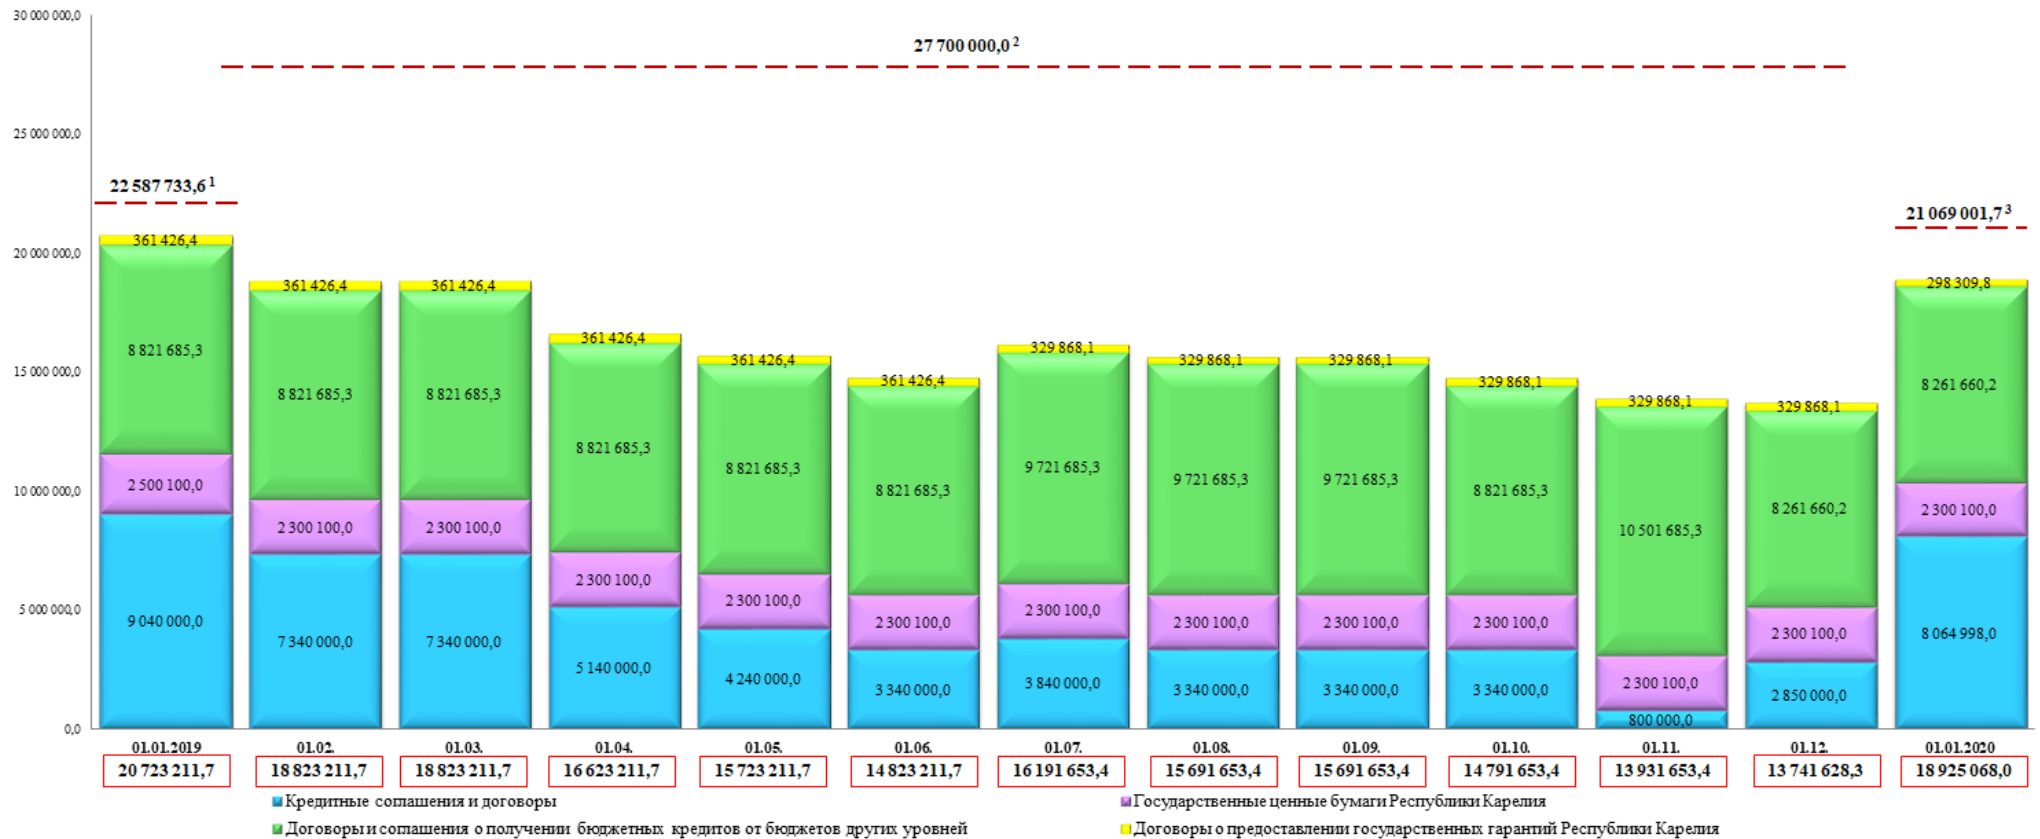 30 000 000,0
27 700 000,0 2
25 000 000,0
22 587 733,6 1
21 069 001,7 3
20 000 000,0
15 000 000,0
10 000 000,0
5 000 000,0
0,0
361 426,4 361 426,4 361 426,4 361 426,4 361 426,4 361 426,4 329 868,1 329 868,1 329 868,1 329 868,1 329 868,1 329 868,1 298 309,8
8 821 685,3 8 821 685,3 8 821 685,3 8 821 685,3 8 821 685,3 8 821 685,3 9 721 685,3 9 721 685,3 9 721 685,3 8 821 685,3 10 501 685,3 8 261 660,2 8 261 660,2
2 500 100,0 2 300 100,0 2 300 100,0 2 300 100,0 2 300 100,0 2 300 100,0 2 300 100,0 2 300 100,0 2 300 100,0 2 300 100,0 2 300 100,0 2 300 100,0 2 300 100,0
9 040 000,0 7 340 000,0 7 340 000,0 5 140 000,0 4 240 000,0 3 340 000,0 3 840 000,0 3 340 000,0 3 340 000,0 3 340 000,0 800 000,0 2 850 000,0 8 064 998,0
01.01.2019 01.02. 01.03. 01.04. 01.05. 01.06. 01.07. 01.08. 01.09. 01.10. 01.11. 01.12. 01.01.2020
20 723 211,7 18 823 211,7 18 823 211,7 16 623 211,7 15 723 211,7 14 823 211,7 16 191 653,4 15 691 653,4 15 691 653,4 14 791 653,4 13 931 653,4 13 741 628,3 18 925 068,0
Кредитные соглашения и договоры
Государственные ценные бумаги Республики Карелия
Договоры и соглашения о получении бюджетных кредитов от бюджетов других уровней
Договоры о предоставлении государственных гарантий Республики Карелия